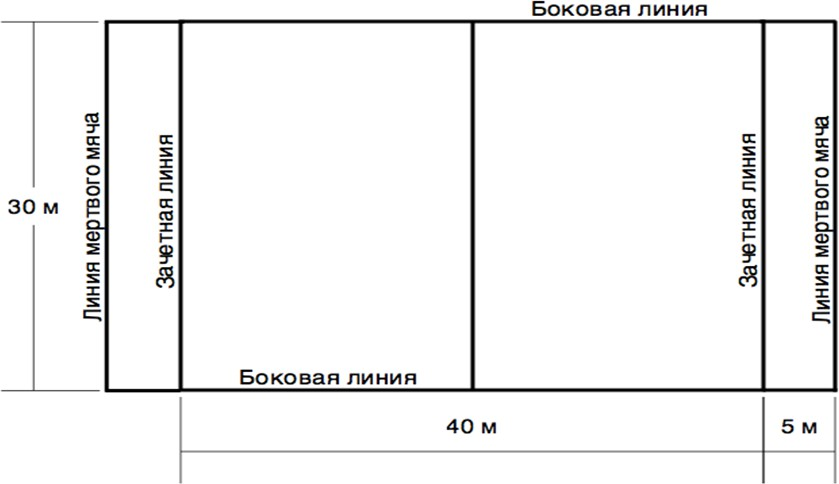 Боковая линия
Линия мертвого мяча
Зачетная линия
Зачетная линия
Линия мертвого мяча
30 м
Боковая линия
40 м
5 м